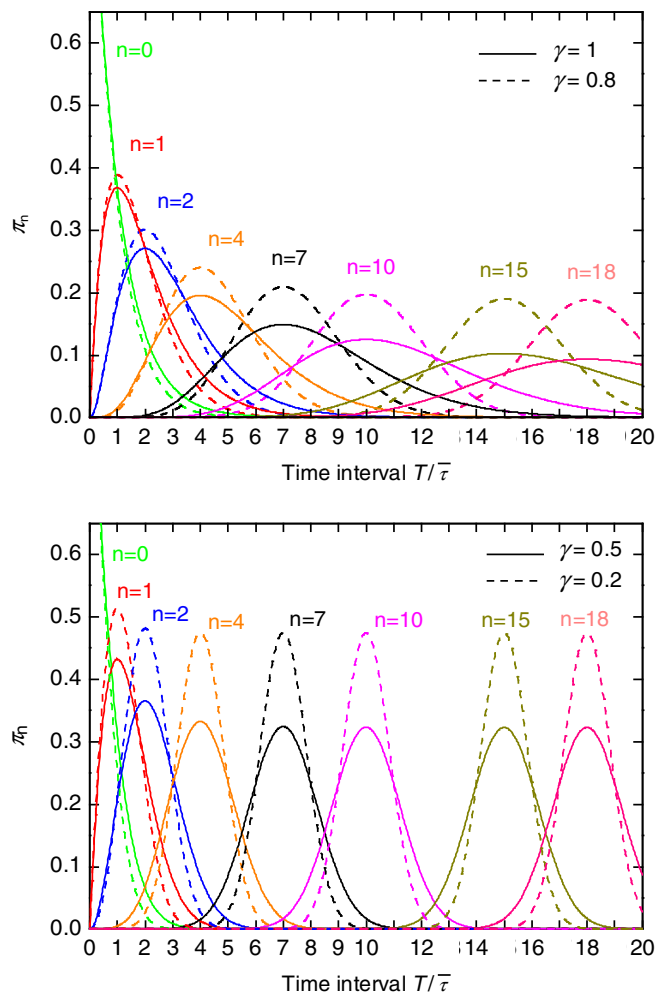 0.6
0.5
0.4
0.3
0.2
0.1
0.0
πn
n=0
n=1
n=2
n=4
n=7
n=10
n=15
n=18
γ = 1
γ = 0.8
0 1 2 3 4 5 6 7 8 9 10 12 14 16 18 20
Time interval T/τ̅
0.6
0.5
0.4
0.3
0.2
0.1
0.0
πn
n=0
n=1
n=2
n=4
n=7
n=10
n=15
n=18
γ = 0.5
γ = 0.2
0 1 2 3 4 5 6 7 8 9 10 12 14 16 18 20
Time interval T/τ̅